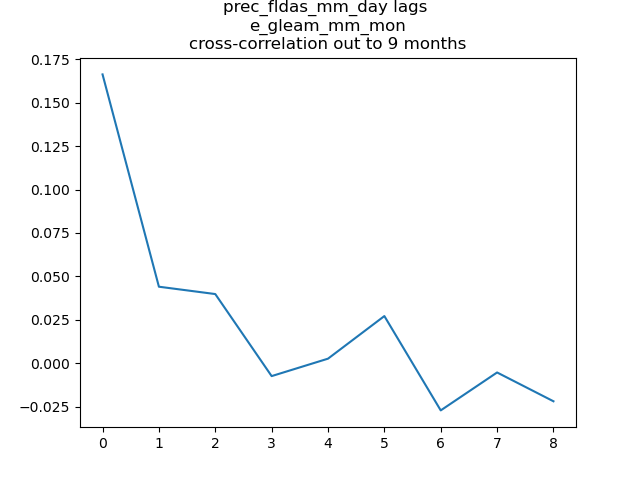 prec_fldas_mm_day lags
e_gleam_mm_mon
cross-correlation out to 9 months
0.175
0.150
0.125
0.100
0.075
0.050
0.025
0.000
−0.025
0 1 2 3 4 5 6 7 8